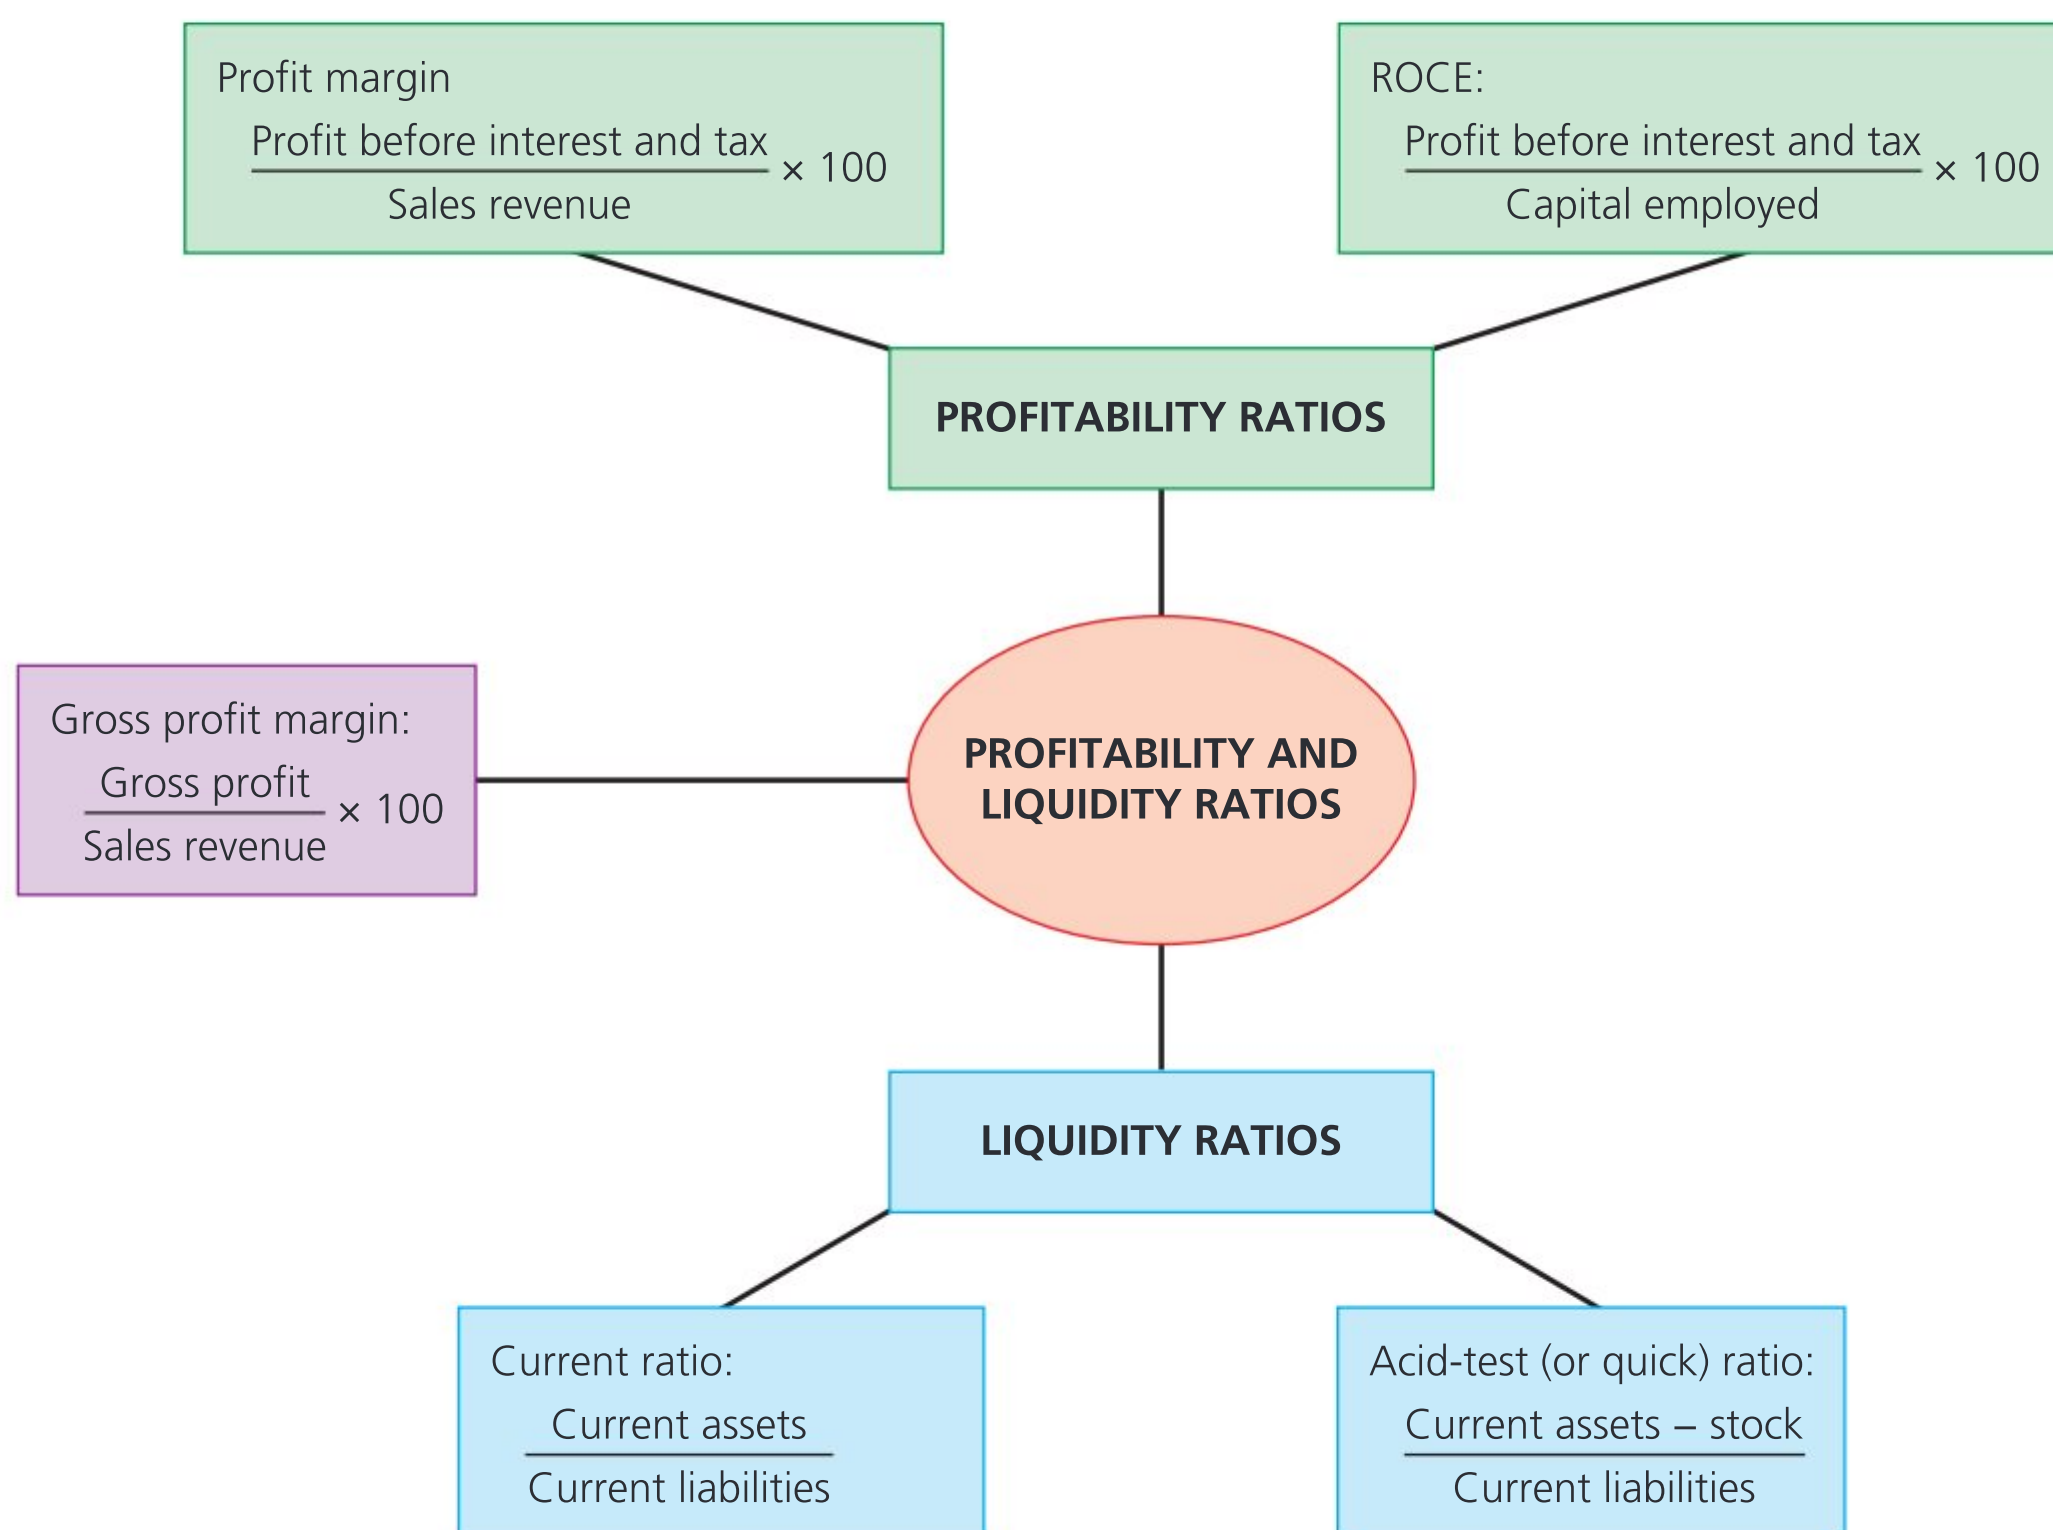 Profit margin
Profit before interest and tax
Sales revenue
× 100
ROCE:
Profit before interest and tax
Capital employed
× 100
PROFITABILITY RATIOS
Gross profit margin:
Gross profit
Sales revenue
× 100
PROFITABILITY AND
LIQUIDITY RATIOS
LIQUIDITY RATIOS
Current ratio:
Current assets
Current liabilities
Acid-test (or quick) ratio:
Current assets – stock
Current liabilities